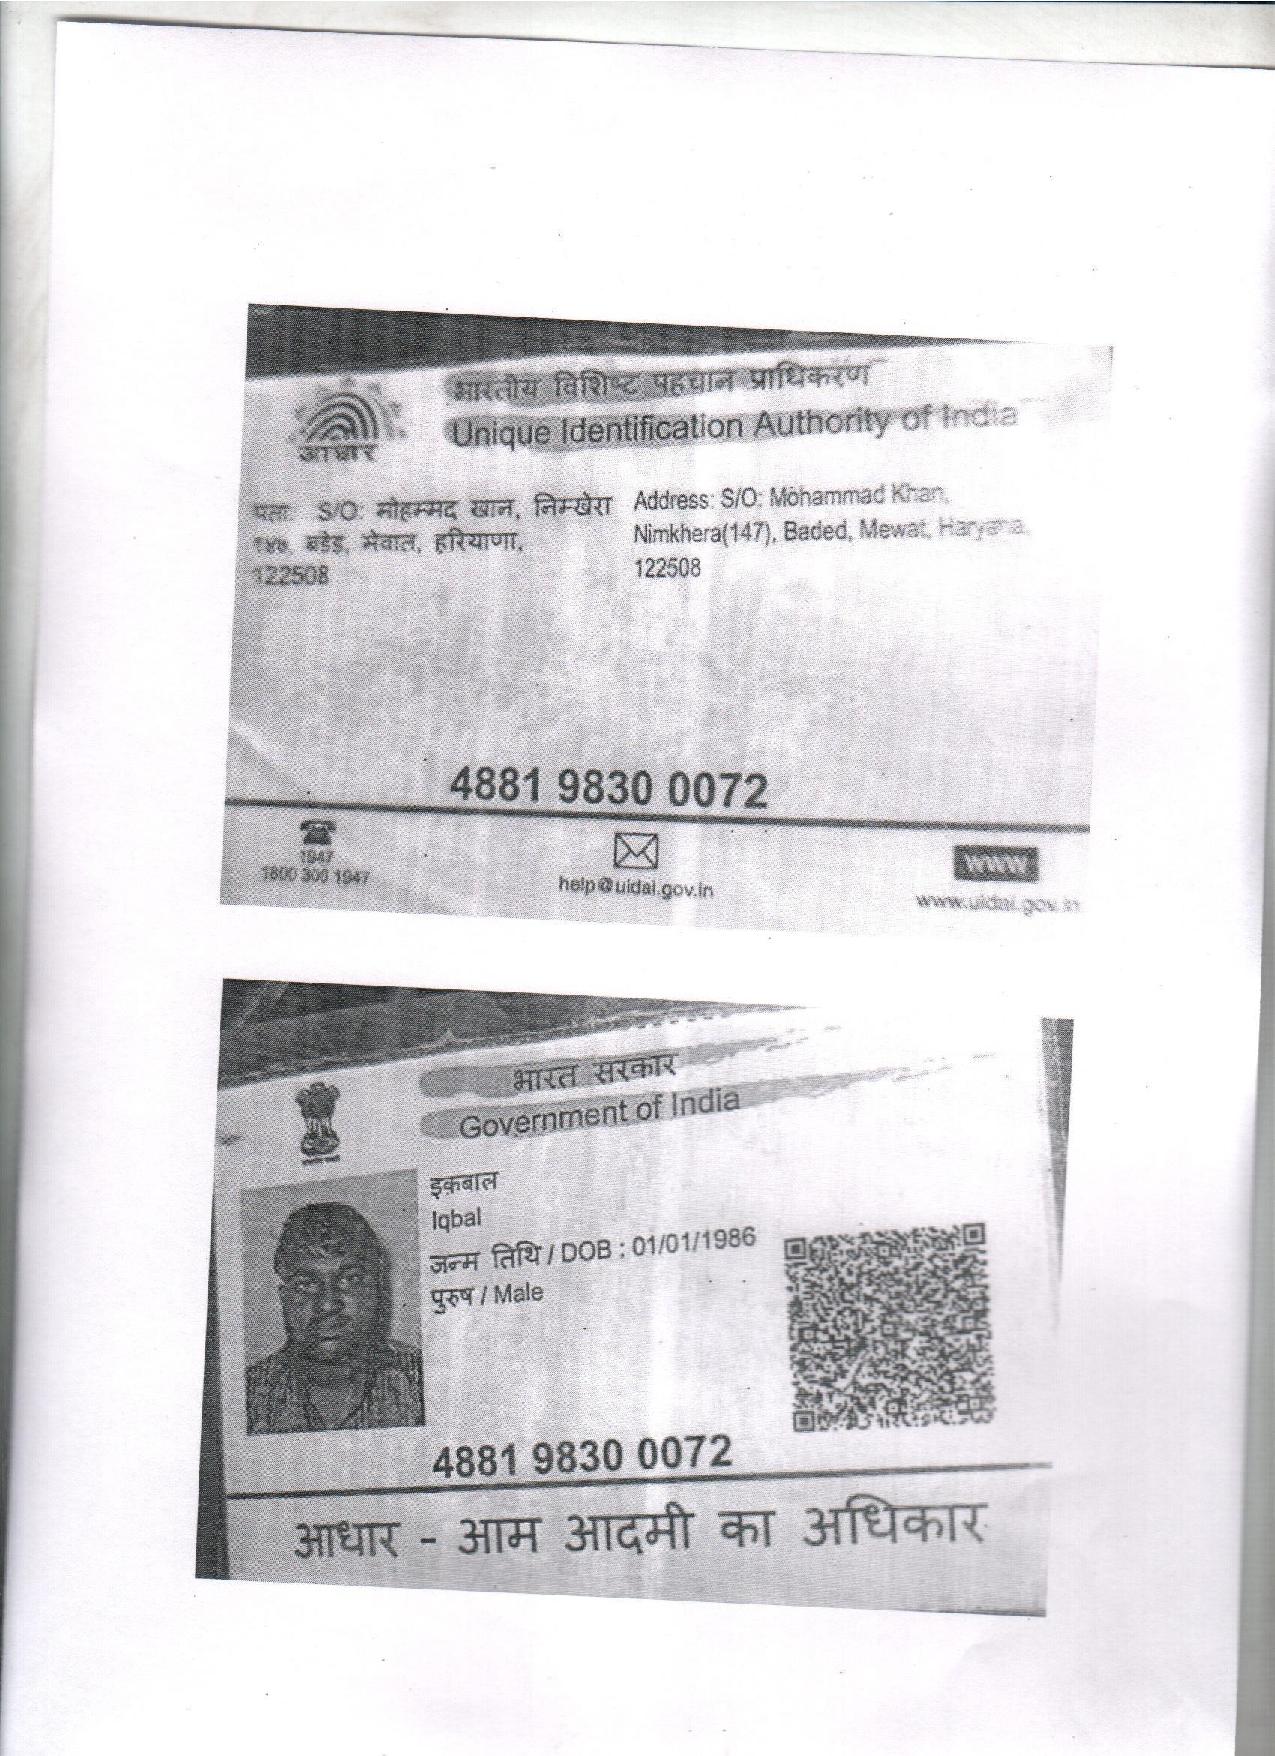 भारतीय विशिष्ट पहचान प्राधिकरण
Unique Identification Authority of India
आधार
पता: S/O: मोहम्मद खान, निमखेरा
१४७, बडेड, मेवात, हरियाणा,
122508
Address: S/O: Mohammad Khan,
Nimkhera(147), Baded, Mewat, Haryana,
122508
4881 9830 0072
1947
1800 300 1947
help@uidai.gov.in
www
www.uidai.gov.in
भारत सरकार
Government of India
इक़बाल
Iqbal
जन्म तिथि / DOB : 01/01/1986
पुरुष / Male
4881 9830 0072
आधार - आम आदमी का अधिकार